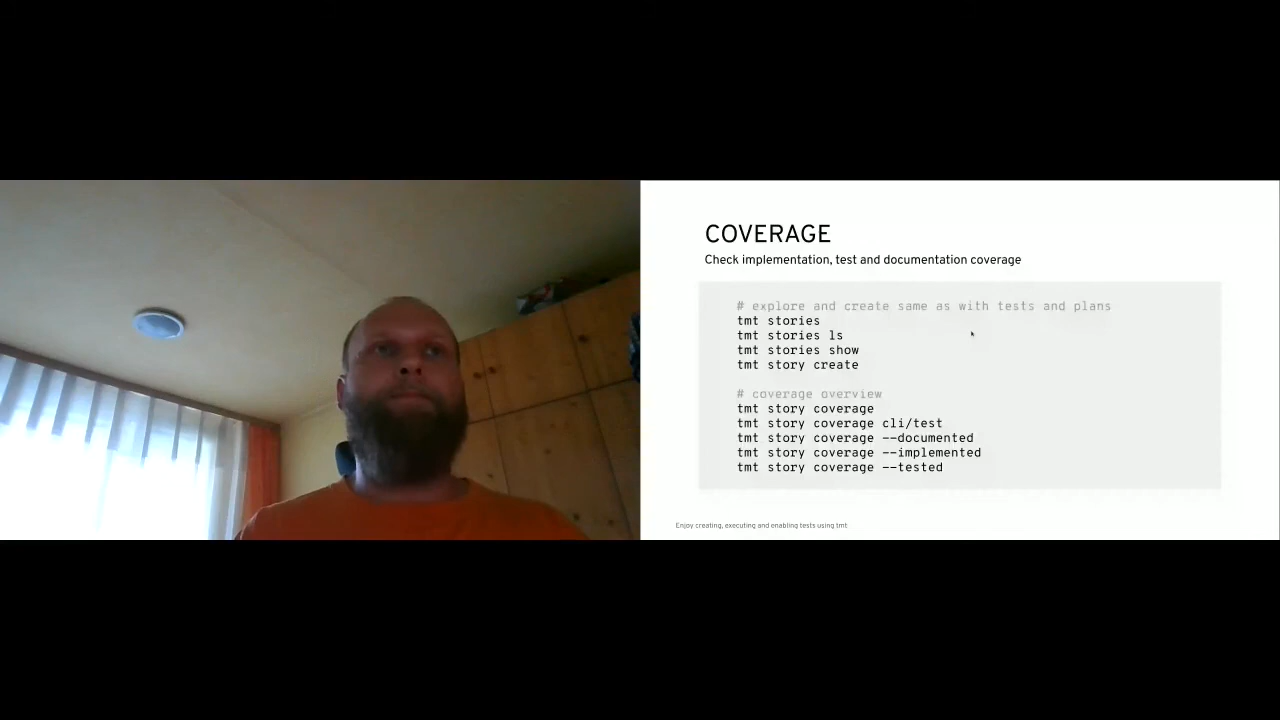 COVERAGE
Check implementation, test and documentation coverage
# explore and create same as with tests and plans
tmt stories
tmt stories ls
tmt stories show
tmt story create
# coverage overview
tmt story coverage
tmt story coverage cli/test
tmt story coverage --documented
tmt story coverage --implemented
tmt story coverage --tested
Enjoy creating, executing and enabling tests using tmt